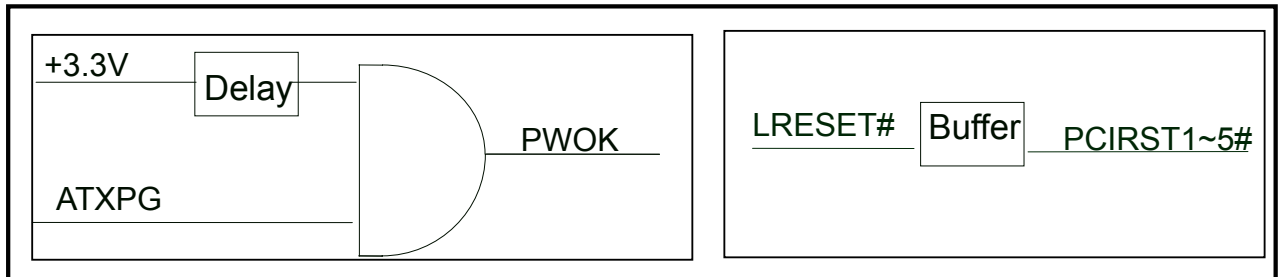 +3.3V
Delay
PWOK
ATXPG
LRESET#
Buffer
PCIRST1~5#